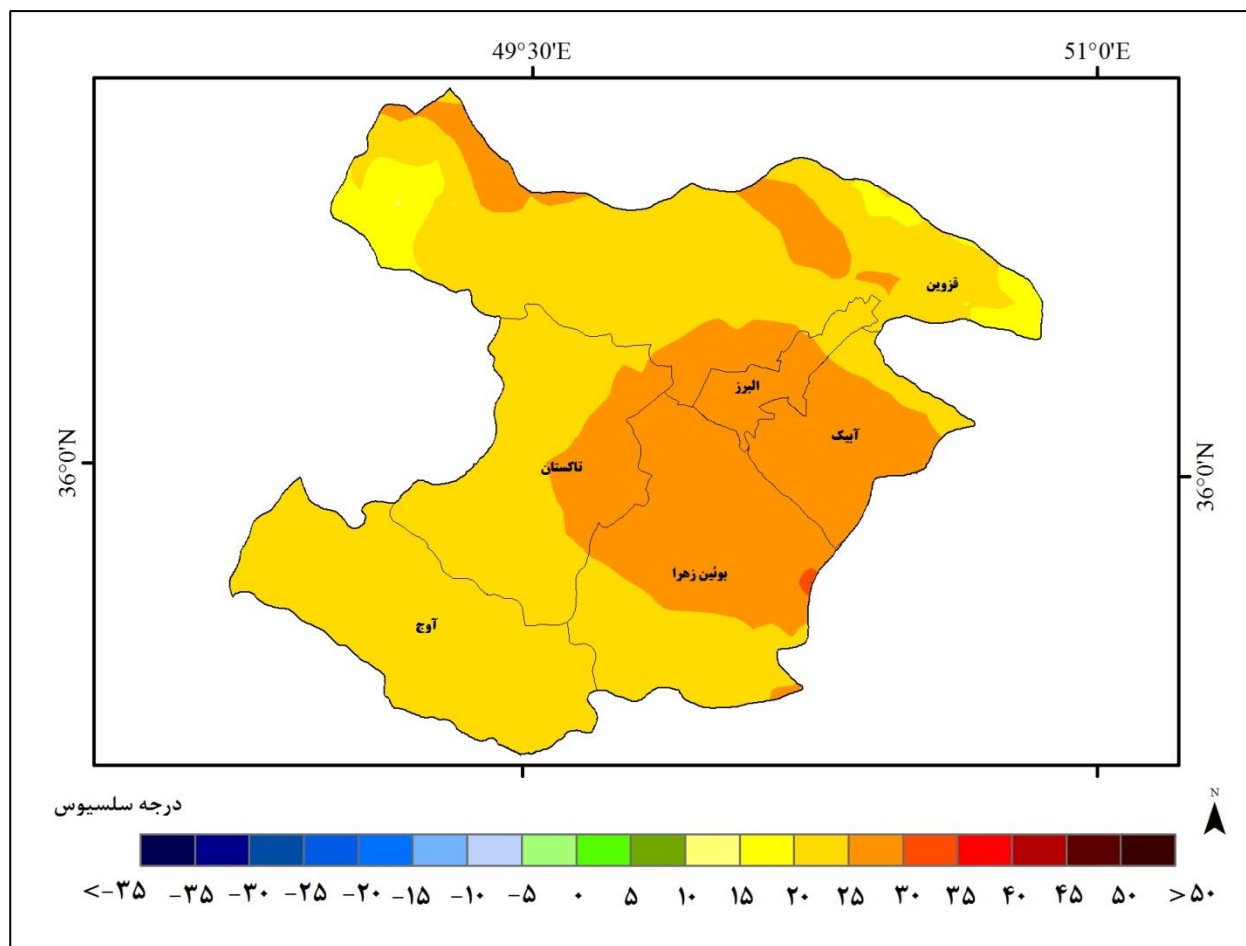 49°30'E 51°0'E
قزوین
البرز
آبیک
36°0'N تاکستان 36°0'N
بوئین زهرا
آوج
درجه سلسیوس
N
<-۳۵ -۳۵ -۳۰ -۲۵ -۲۰ -۱۵ -۱۰ -۵ ۰ ۵ ۱۰ ۱۵ ۲۰ ۲۵ ۳۰ ۳۵ ۴۰ ۴۵ ۵۰ >۵۰